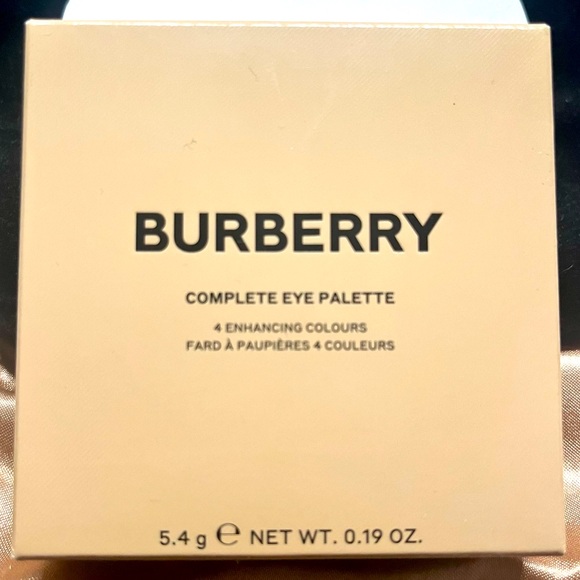 BURBERRY
COMPLETE EYE PALETTE
4 ENHANCING COLOURS
FARD À PAUPIÈRES 4 COULEURS
5.4 g ℮ NET WT. 0.19 OZ.